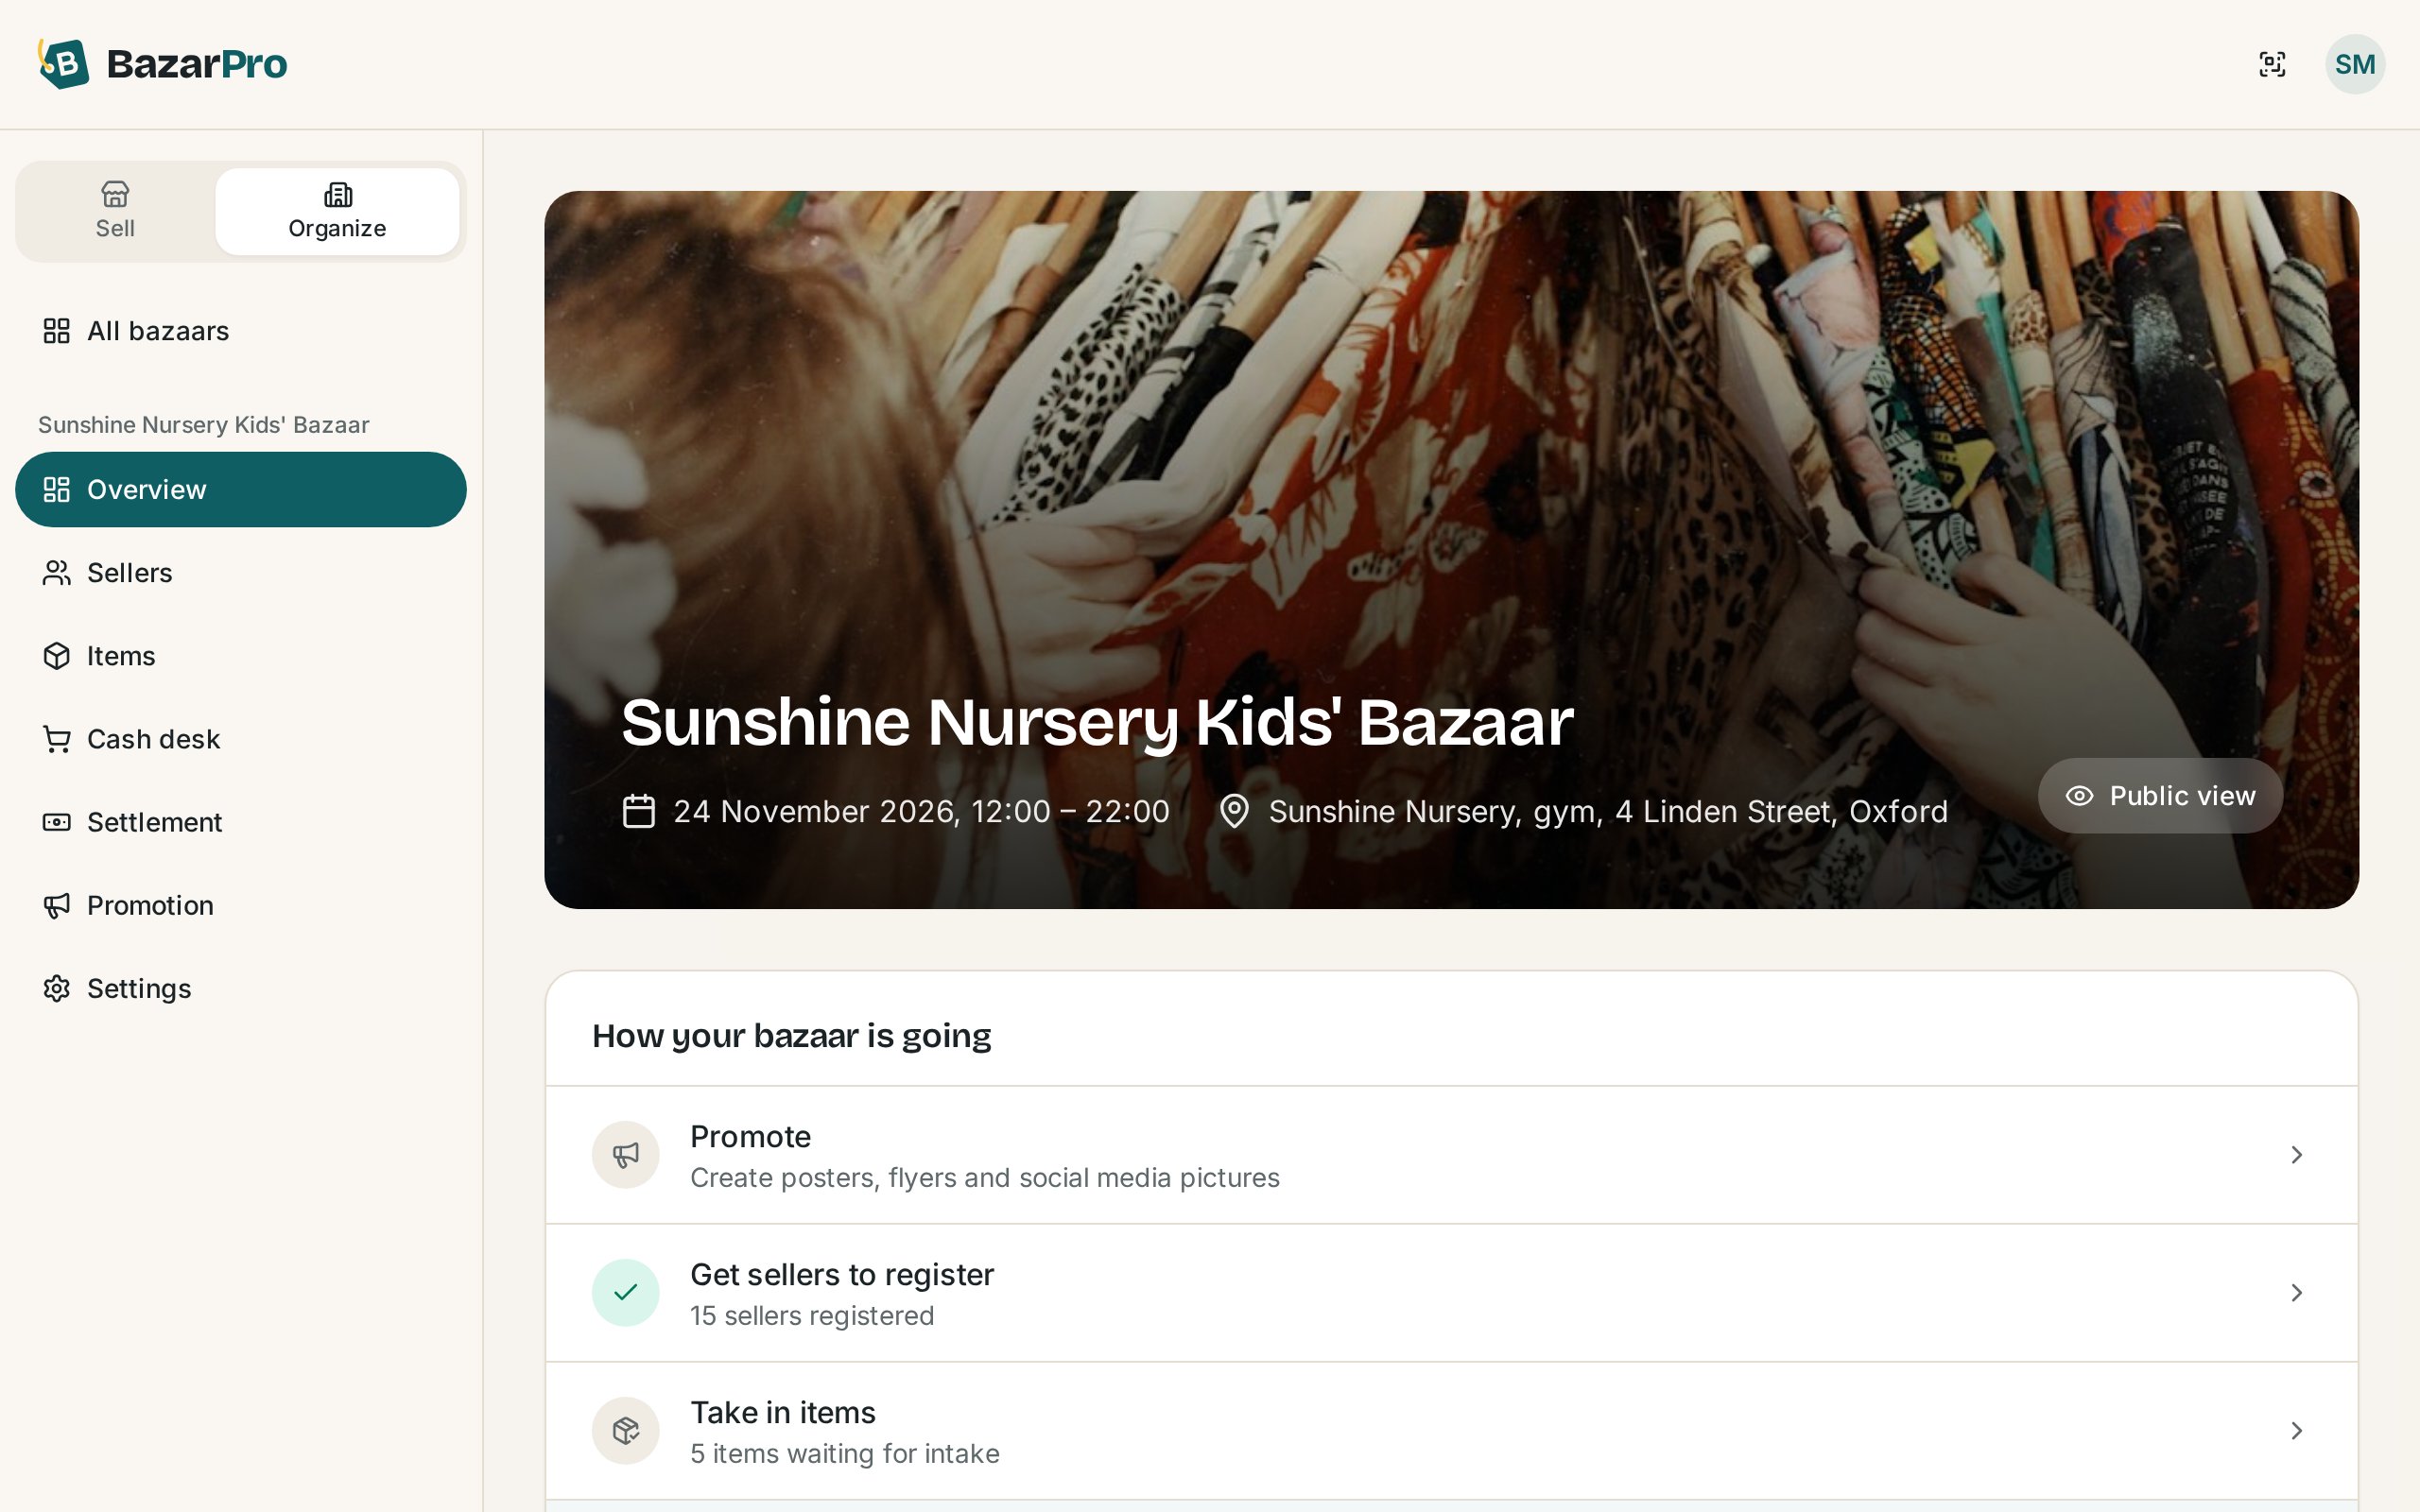 BazarPro
SM
Sell
Organize
All bazaars
Sunshine Nursery Kids' Bazaar
Overview
Sellers
Items
Cash desk
Settlement
Promotion
Settings
Sunshine Nursery Kids' Bazaar
24 November 2026, 12:00 – 22:00
Sunshine Nursery, gym, 4 Linden Street, Oxford
Public view
How your bazaar is going
Promote
Create posters, flyers and social media pictures
Get sellers to register
15 sellers registered
Take in items
5 items waiting for intake